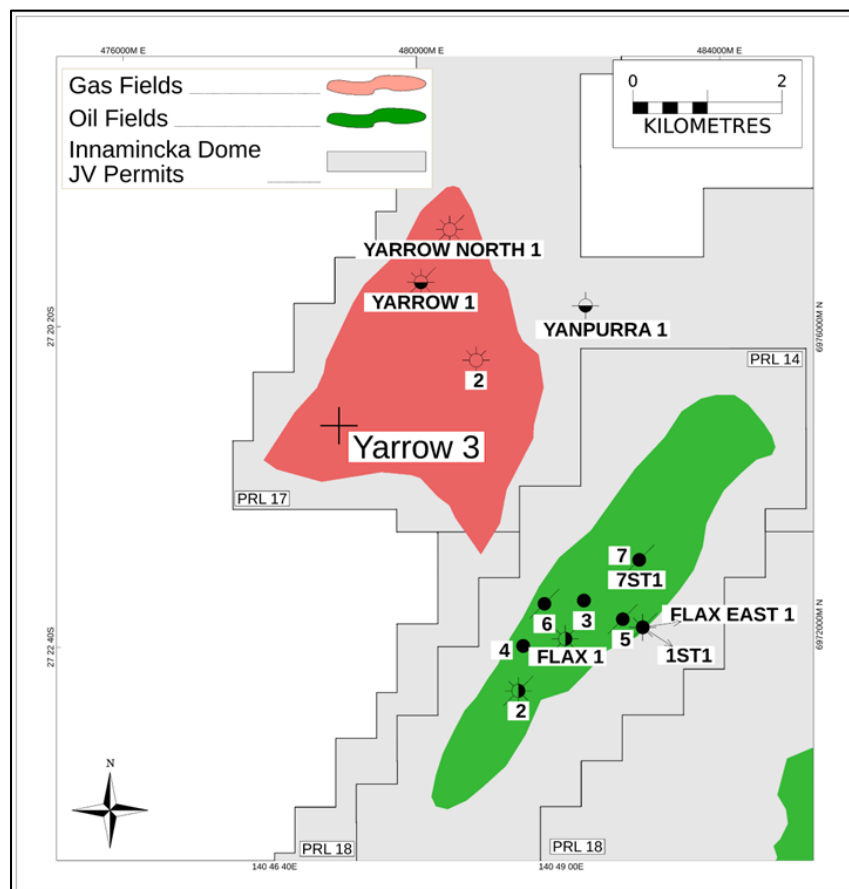 476000M E
480000M E
484000M E
Gas Fields
Oil Fields
Innamincka Dome
JV Permits
0
2
KILOMETRES
YARROW NORTH 1
YARROW 1
YANPURRA 1
27 20 20S
6976000M N
PRL 14
2
Yarrow 3
PRL 17
7
7ST1
6
3
FLAX EAST 1
5
4
FLAX 1
1ST1
27 22 40S
6972000M N
2
N
PRL 18
PRL 18
140 46 40E
140 49 00E